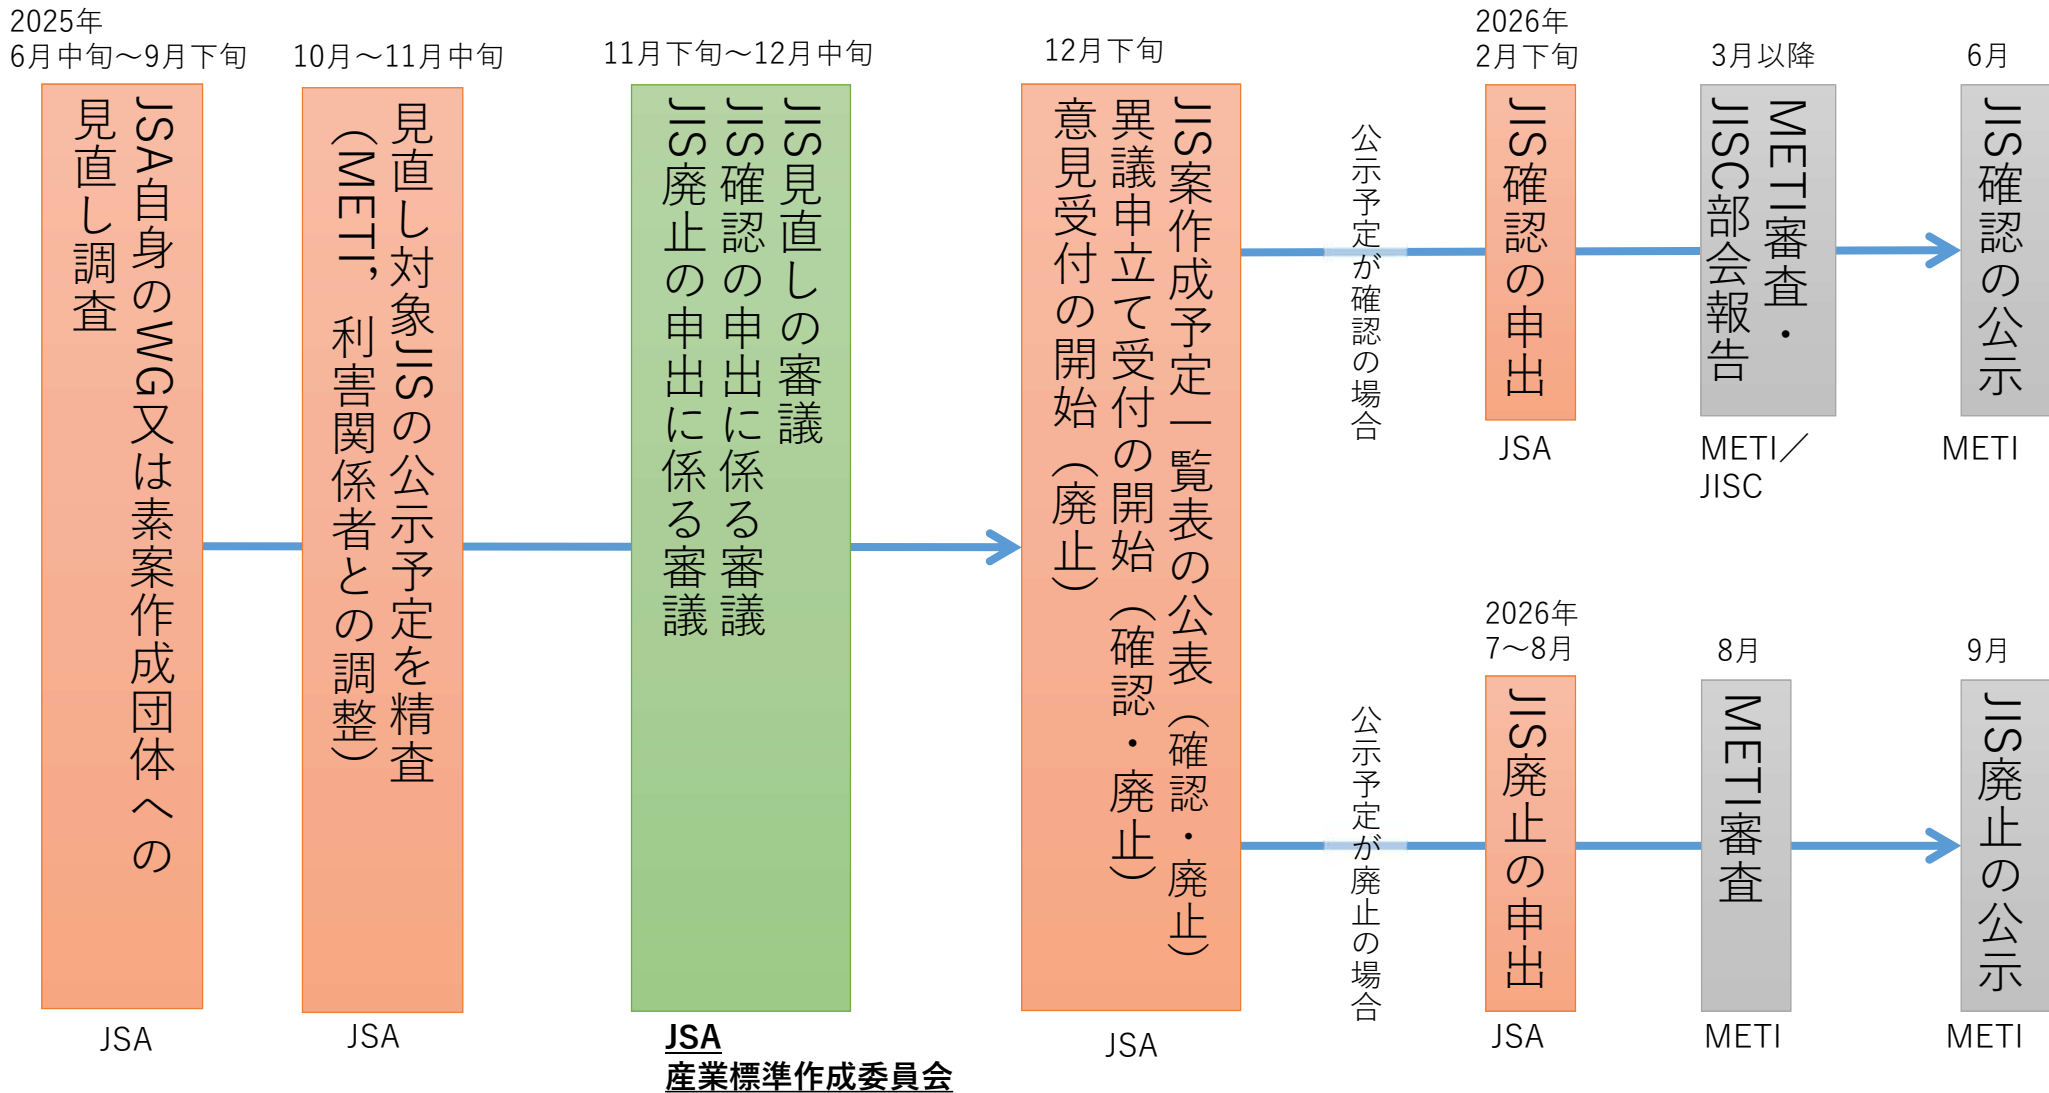 2025年
6月中旬～9月下旬
JSA自身のWG又は素案作成団体への
見直し調査
JSA
10月～11月中旬
見直し対象JISの公示予定を精査
（METI，利害関係者との調整）
JSA
11月下旬～12月中旬
JIS見直しの審議
JIS確認の申出に係る審議
JIS廃止の申出に係る審議
JSA
産業標準作成委員会
12月下旬
JIS案作成予定一覧表の公表（確認・廃止）
異議申立て受付の開始（確認・廃止）
意見受付の開始（廃止）
JSA
公示予定が確認の場合
2026年
2月下旬
JIS確認の申出
JSA
3月以降
METI審査・
JISC部会報告
METI／
JISC
6月
JIS確認の公示
METI
公示予定が廃止の場合
2026年
7～8月
JIS廃止の申出
JSA
8月
METI審査
METI
9月
JIS廃止の公示
METI